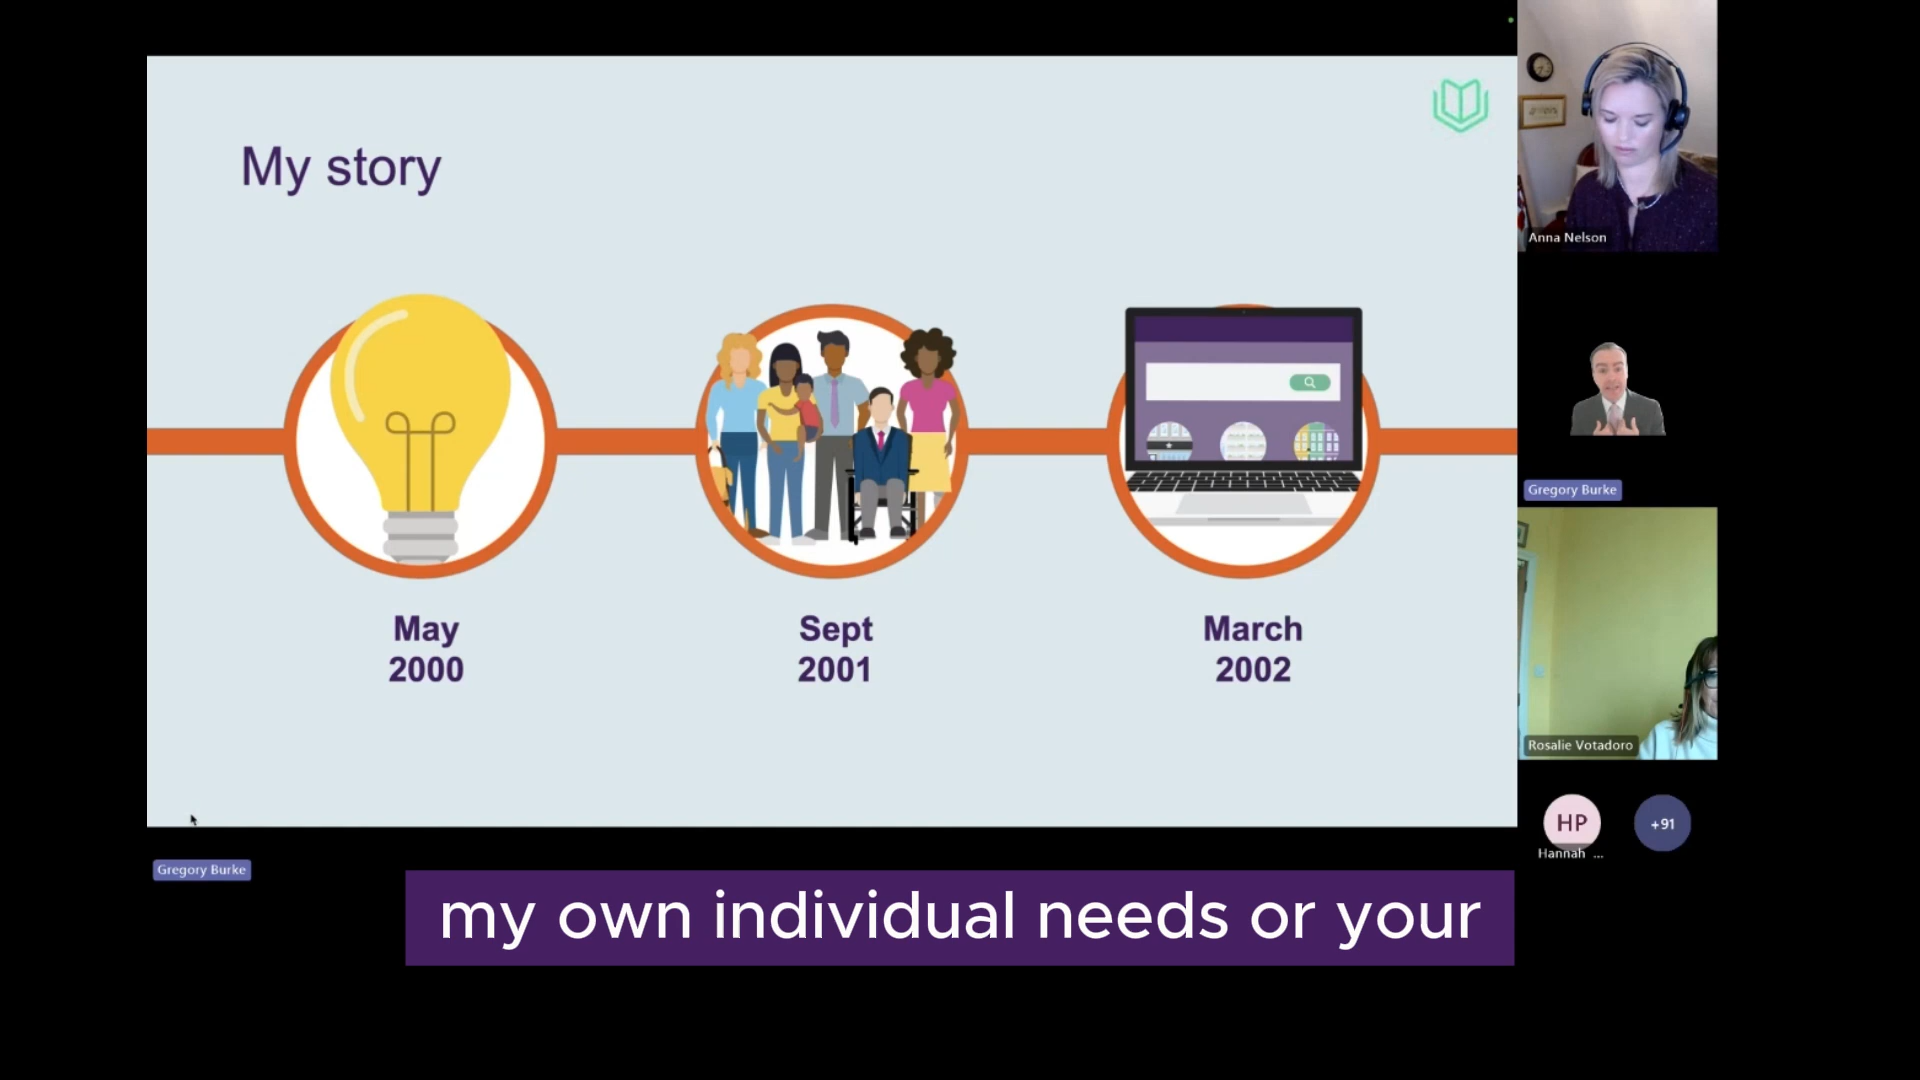 My story
May
2000
Sept
2001
March
2002
Anna Nelson
Gregory Burke
Rosalie Votadoro
HP
+91
Hannah ...
Gregory Burke
my own individual needs or your